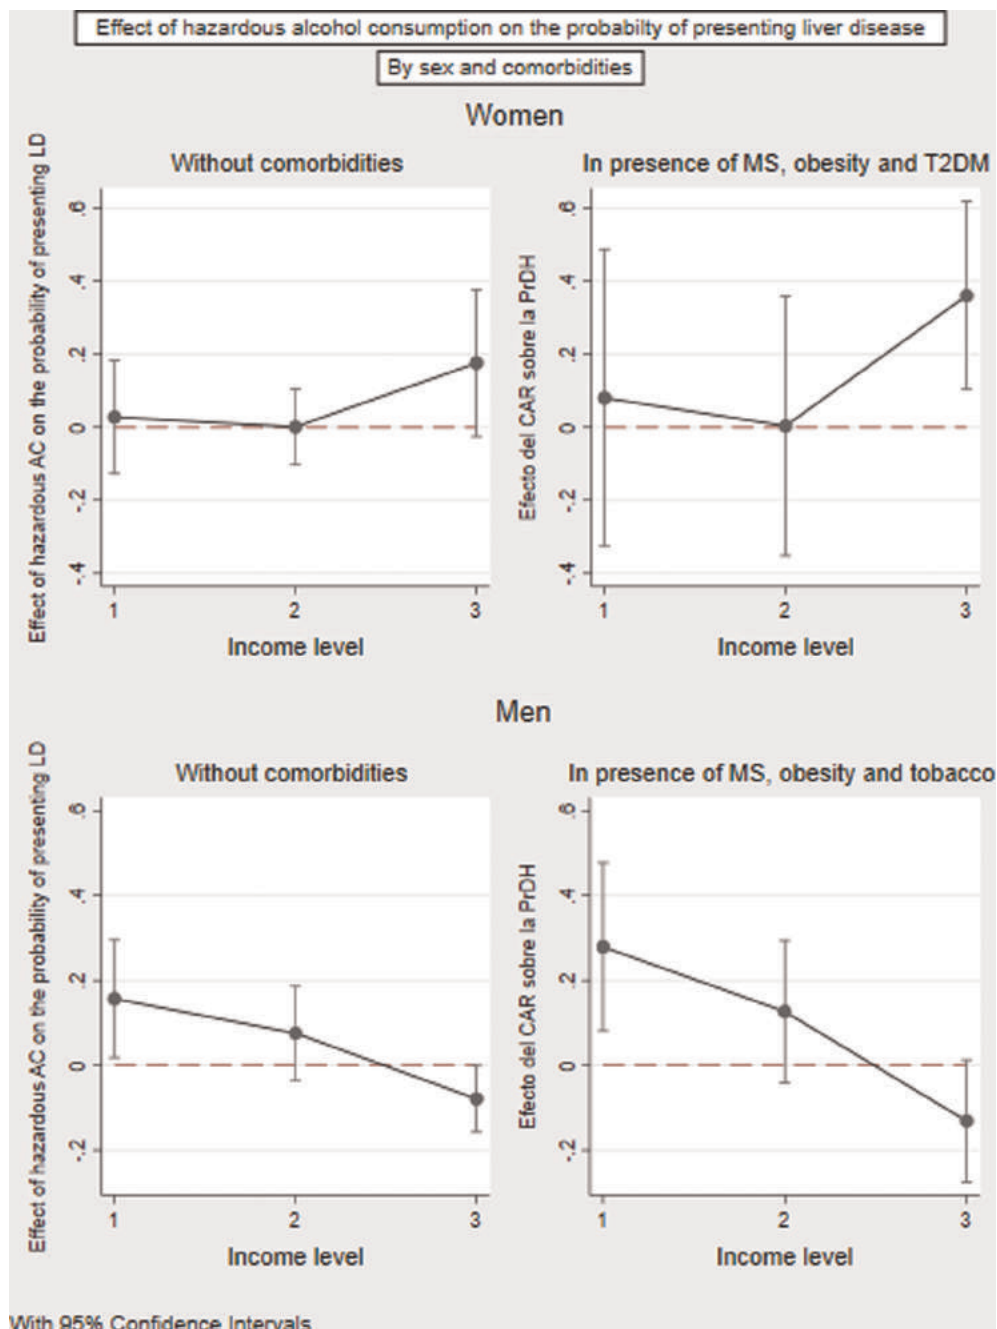 Effect of hazardous alcohol consumption on the probabilty of presenting liver disease
By sex and comorbidities
Women
Without comorbidities
In presence of MS, obesity and T2DM
Effect of hazardous AC on the probability of presenting LD
.6
.4
.2
0
-.2
-.4
1 2 3
Income level
Efecto del CAR sobre la PrDH
.6
.4
.2
0
-.2
-.4
1 2 3
Income level
Men
Without comorbidities
In presence of MS, obesity and tobacco
Effect of hazardous AC on the probability of presenting LD
.6
.4
.2
0
-.2
1 2 3
Income level
Efecto del CAR sobre la PrDH
.6
.4
.2
0
-.2
1 2 3
Income level
With 95% Confidence Intervals